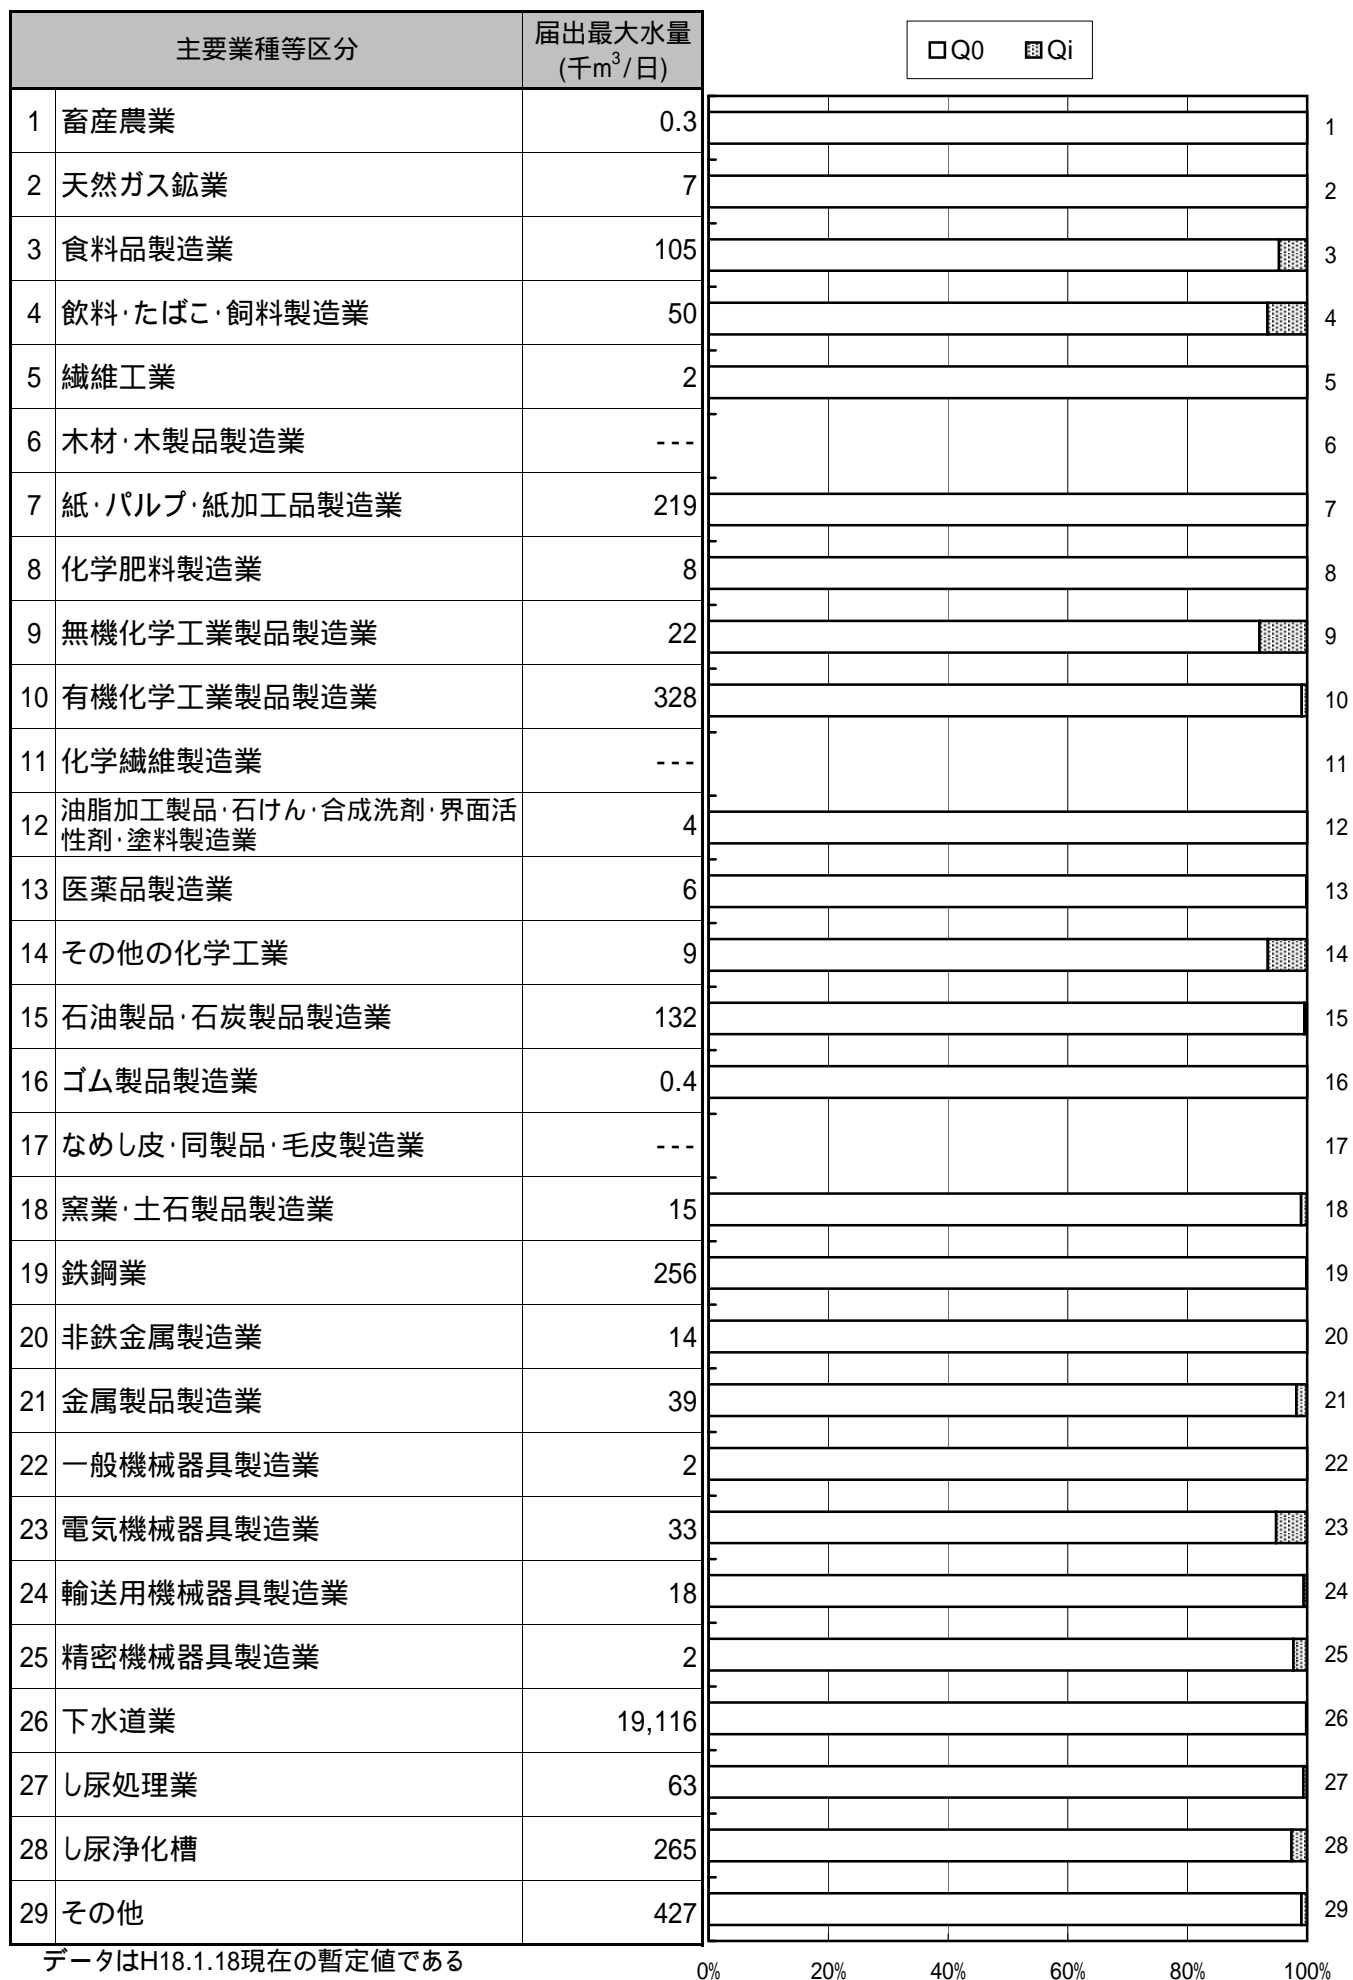 主要業種等区分 届出最大水量
(千m³/日)
□Q0 Qi
1 畜産農業 0.3 1
2 天然ガス鉱業 7 2
3 食料品製造業 105 3
4 飲料･たばこ･飼料製造業 50 4
5 繊維工業 2 5
6 木材･木製品製造業 --- 6
7 紙･パルプ･紙加工品製造業 219 7
8 化学肥料製造業 8 8
9 無機化学工業製品製造業 22 9
10 有機化学工業製品製造業 328 10
11 化学繊維製造業 --- 11
12 油脂加工製品･石けん･合成洗剤･界面活
性剤･塗料製造業 4 12
13 医薬品製造業 6 13
14 その他の化学工業 9 14
15 石油製品･石炭製品製造業 132 15
16 ゴム製品製造業 0.4 16
17 なめし皮･同製品･毛皮製造業 --- 17
18 窯業･土石製品製造業 15 18
19 鉄鋼業 256 19
20 非鉄金属製造業 14 20
21 金属製品製造業 39 21
22 一般機械器具製造業 2 22
23 電気機械器具製造業 33 23
24 輸送用機械器具製造業 18 24
25 精密機械器具製造業 2 25
26 下水道業 19,116 26
27 し尿処理業 63 27
28 し尿浄化槽 265 28
29 その他 427 29
データはH18.1.18現在の暫定値である
0% 20% 40% 60% 80% 100%